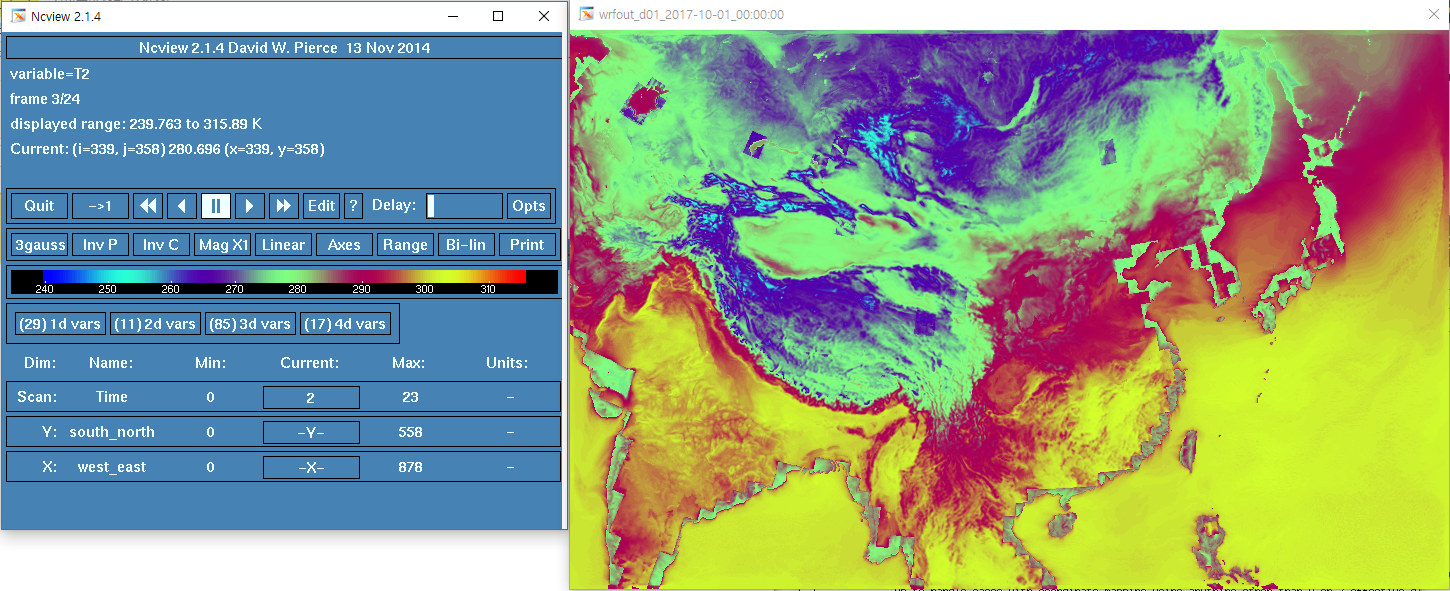 Ncview 2.1.4
Ncview 2.1.4 David W. Pierce 13 Nov 2014
variable=T2
frame 3/24
displayed range: 239.763 to 315.89 K
Current: (i=339, j=358) 280.696 (x=339, y=358)
Quit ->1 Edit ? Delay: Opts
3gauss Inv P Inv C Mag X1 Linear Axes Range Bi-lin Print
240 250 260 270 280 290 300 310
(29) 1d vars (11) 2d vars (85) 3d vars (17) 4d vars
Dim: Name: Min: Current: Max: Units:
Scan: Time 0 2 23 -
Y: south_north 0 -Y- 558 -
X: west_east 0 -X- 878 -
wrfout_d01_2017-10-01_00:00:00